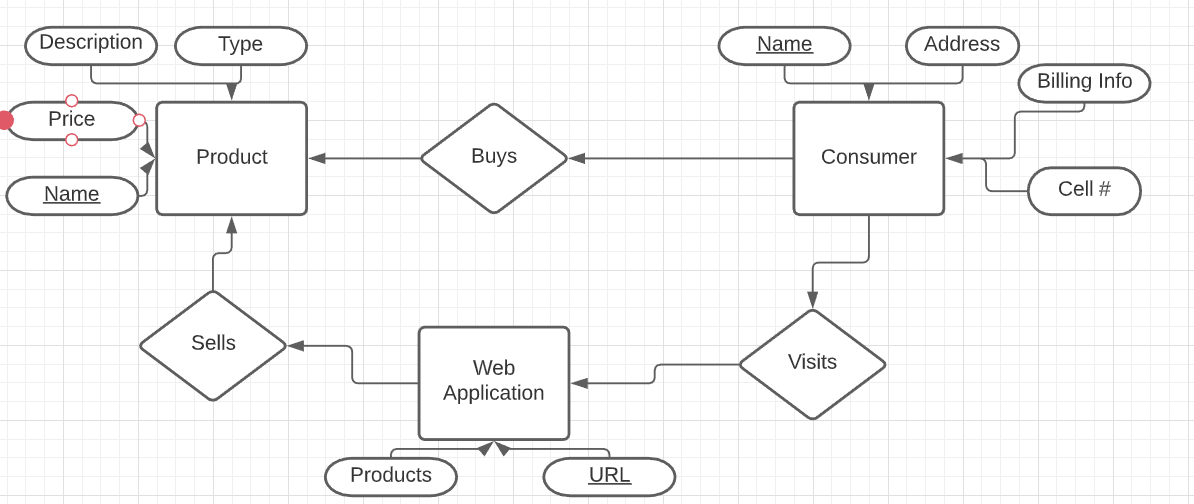 Description
Type
Name
Address
Billing Info
Price
Product
Buys
Consumer
Name
Cell #
Sells
Web
Application
Visits
Products
URL